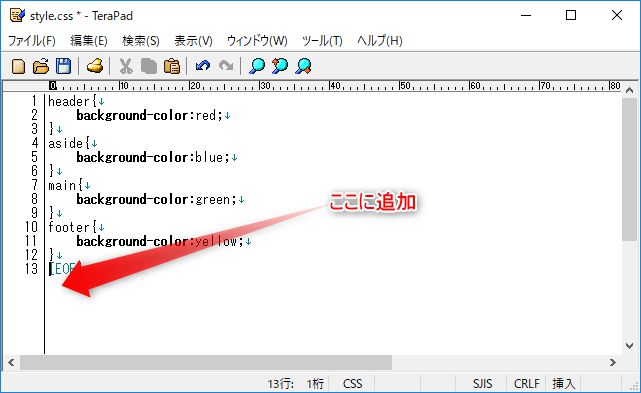 style.css * - TeraPad
ファイル(F) 編集(E) 検索(S) 表示(V) ウィンドウ(W) ツール(T) ヘルプ(H)
0 10 20 30 40 50 60 70 80
1 header{↓
2 background-color:red;↓
3 }↓
4 aside{↓
5 background-color:blue;↓
6 }↓
7 main{↓
8 background-color:green;↓
9 }↓
ここに追加
10 footer{↓
11 background-color:yellow;↓
12 }↓
13 [EOF
13行: 1桁 CSS SJIS CRLF 挿入